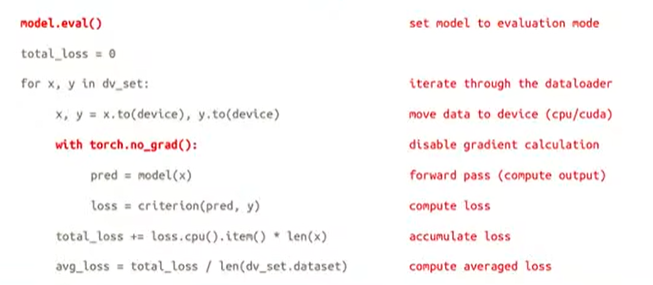 model.eval() set model to evaluation mode
total_loss = 0
for x, y in dv_set: iterate through the dataloader
x, y = x.to(device), y.to(device) move data to device (cpu/cuda)
with torch.no_grad(): disable gradient calculation
pred = model(x) forward pass (compute output)
loss = criterion(pred, y) compute loss
total_loss += loss.cpu().item() * len(x) accumulate loss
avg_loss = total_loss / len(dv_set.dataset) compute averaged loss